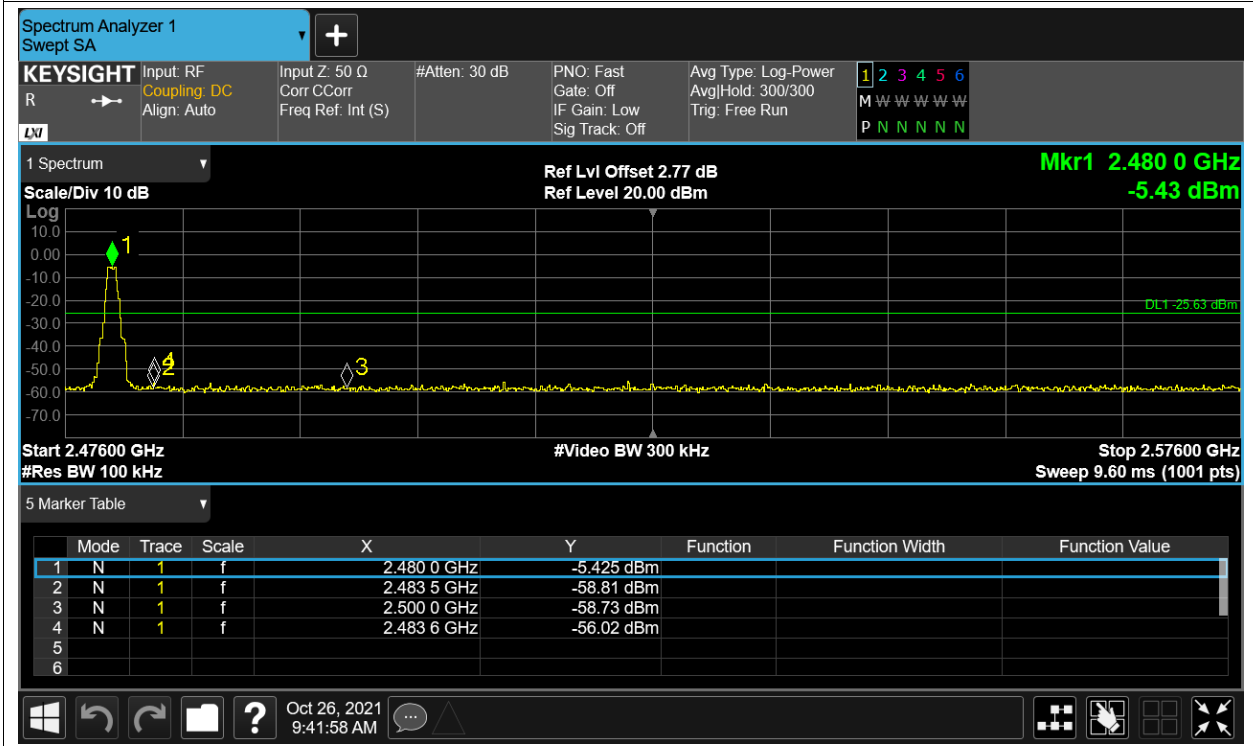 Spectrum Analyzer 1
Swept SA
+
KEYSIGHT
R
LXI
Input: RF
Coupling: DC
Align: Auto
Input Z: 50 Ω
Corr CCorr
Freq Ref: Int (S)
#Atten: 30 dB
PNO: Fast
Gate: Off
IF Gain: Low
Sig Track: Off
Avg Type: Log-Power
Avg|Hold: 300/300
Trig: Free Run
1 2 3 4 5 6
M W W W W W
P N N N N N
1 Spectrum
Scale/Div 10 dB
Ref Lvl Offset 2.77 dB
Ref Level 20.00 dBm
Mkr1 2.480 0 GHz
-5.43 dBm
Log
10.0
0.00
-10.0
-20.0
-30.0
-40.0
-50.0
-60.0
-70.0
1
4
2
3
DL1 -25.63 dBm
Start 2.47600 GHz #Video BW 300 kHz Stop 2.57600 GHz
#Res BW 100 kHz Sweep 9.60 ms (1001 pts)
5 Marker Table
Mode Trace Scale X Y Function Function Width Function Value
1 N 1 f 2.480 0 GHz -5.425 dBm
2 N 1 f 2.483 5 GHz -58.81 dBm
3 N 1 f 2.500 0 GHz -58.73 dBm
4 N 1 f 2.483 6 GHz -56.02 dBm
5
6
?
Oct 26, 2021
9:41:58 AM